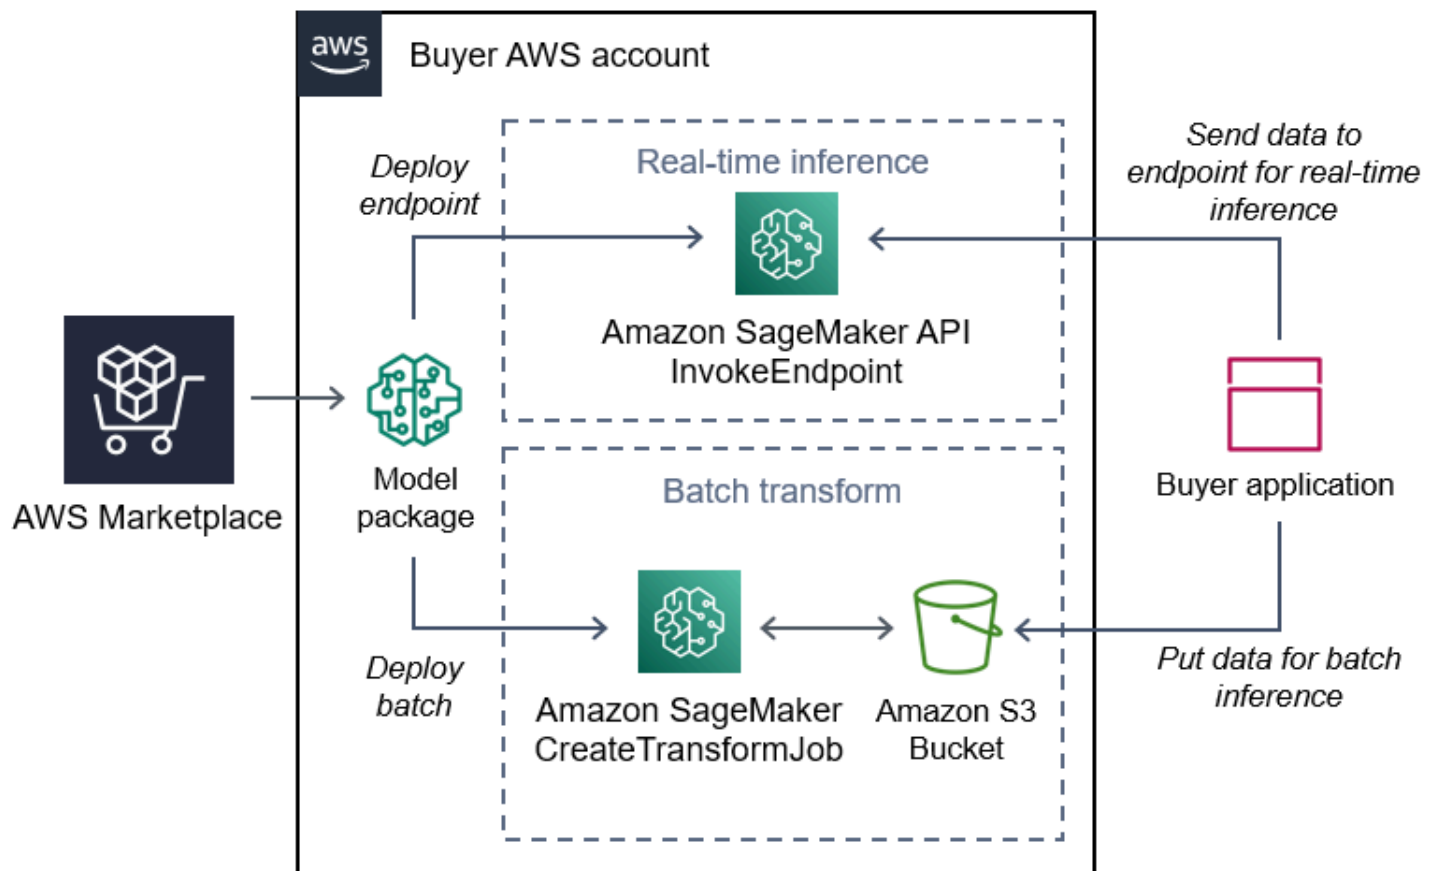 aws
Buyer AWS account
Deploy
endpoint
Real-time inference
Amazon SageMaker API
InvokeEndpoint
Send data to
endpoint for real-time
inference
AWS Marketplace
Model
package
Buyer application
Deploy
batch
Batch transform
Amazon SageMaker
CreateTransformJob
Amazon S3
Bucket
Put data for batch
inference